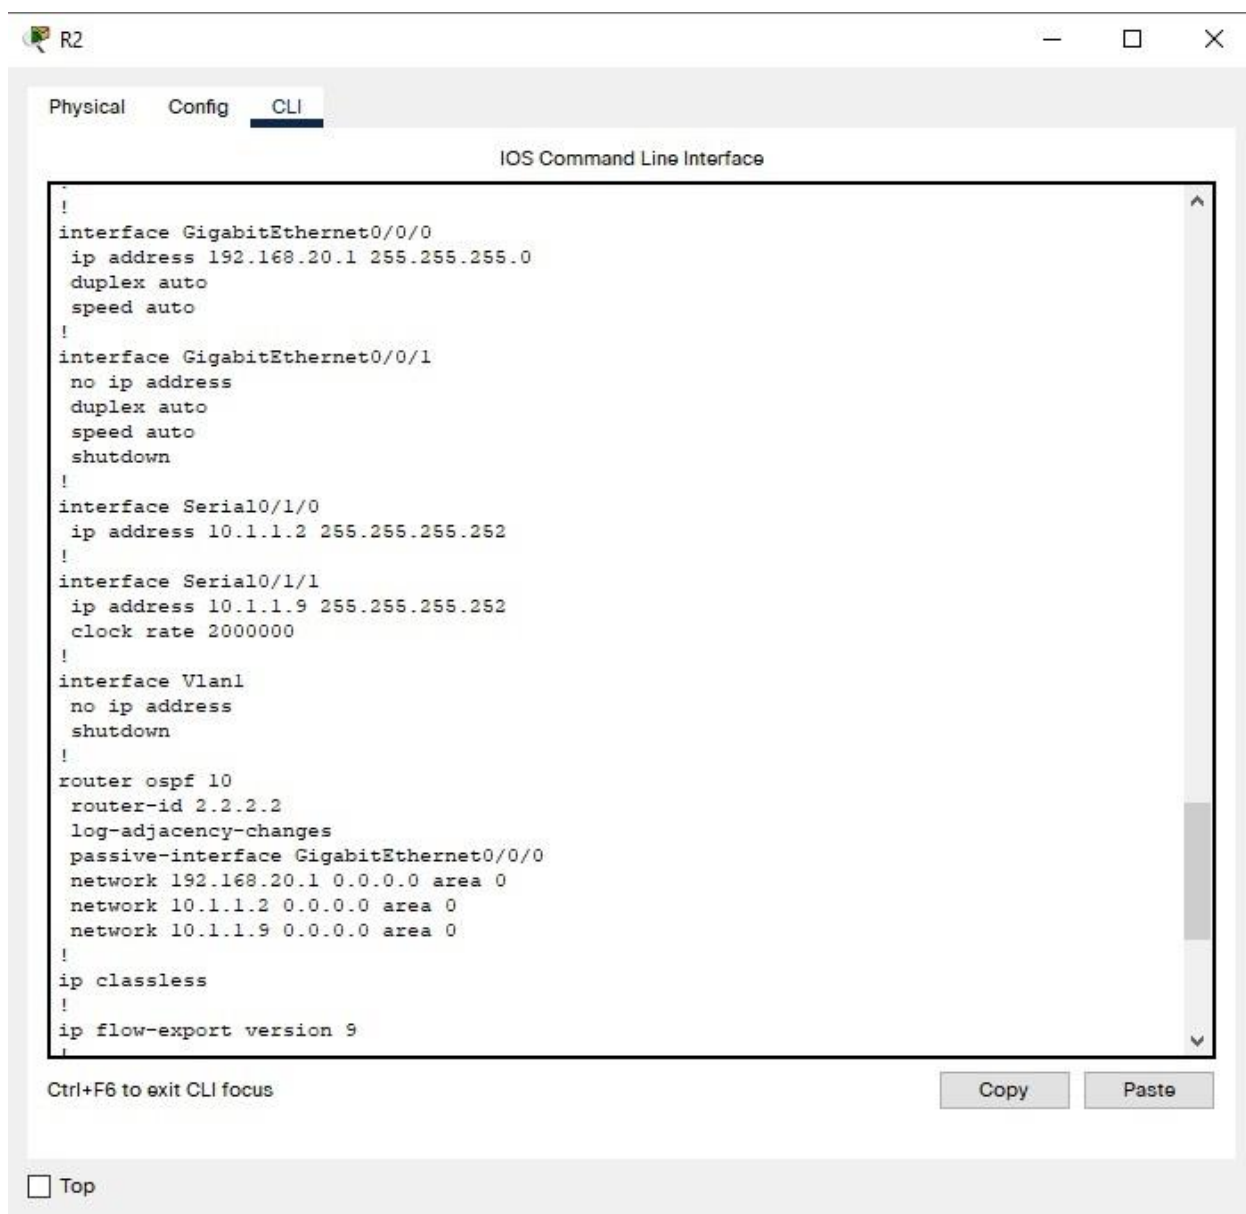 R2
Physical Config CLI
IOS Command Line Interface
!
interface GigabitEthernet0/0/0
ip address 192.168.20.1 255.255.255.0
duplex auto
speed auto
!
interface GigabitEthernet0/0/1
no ip address
duplex auto
speed auto
shutdown
!
interface Serial0/1/0
ip address 10.1.1.2 255.255.255.252
!
interface Serial0/1/1
ip address 10.1.1.9 255.255.255.252
clock rate 2000000
!
interface Vlan1
no ip address
shutdown
!
router ospf 10
router-id 2.2.2.2
log-adjacency-changes
passive-interface GigabitEthernet0/0/0
network 192.168.20.1 0.0.0.0 area 0
network 10.1.1.2 0.0.0.0 area 0
network 10.1.1.9 0.0.0.0 area 0
!
ip classless
!
ip flow-export version 9
Ctrl+F6 to exit CLI focus
Copy Paste
Top